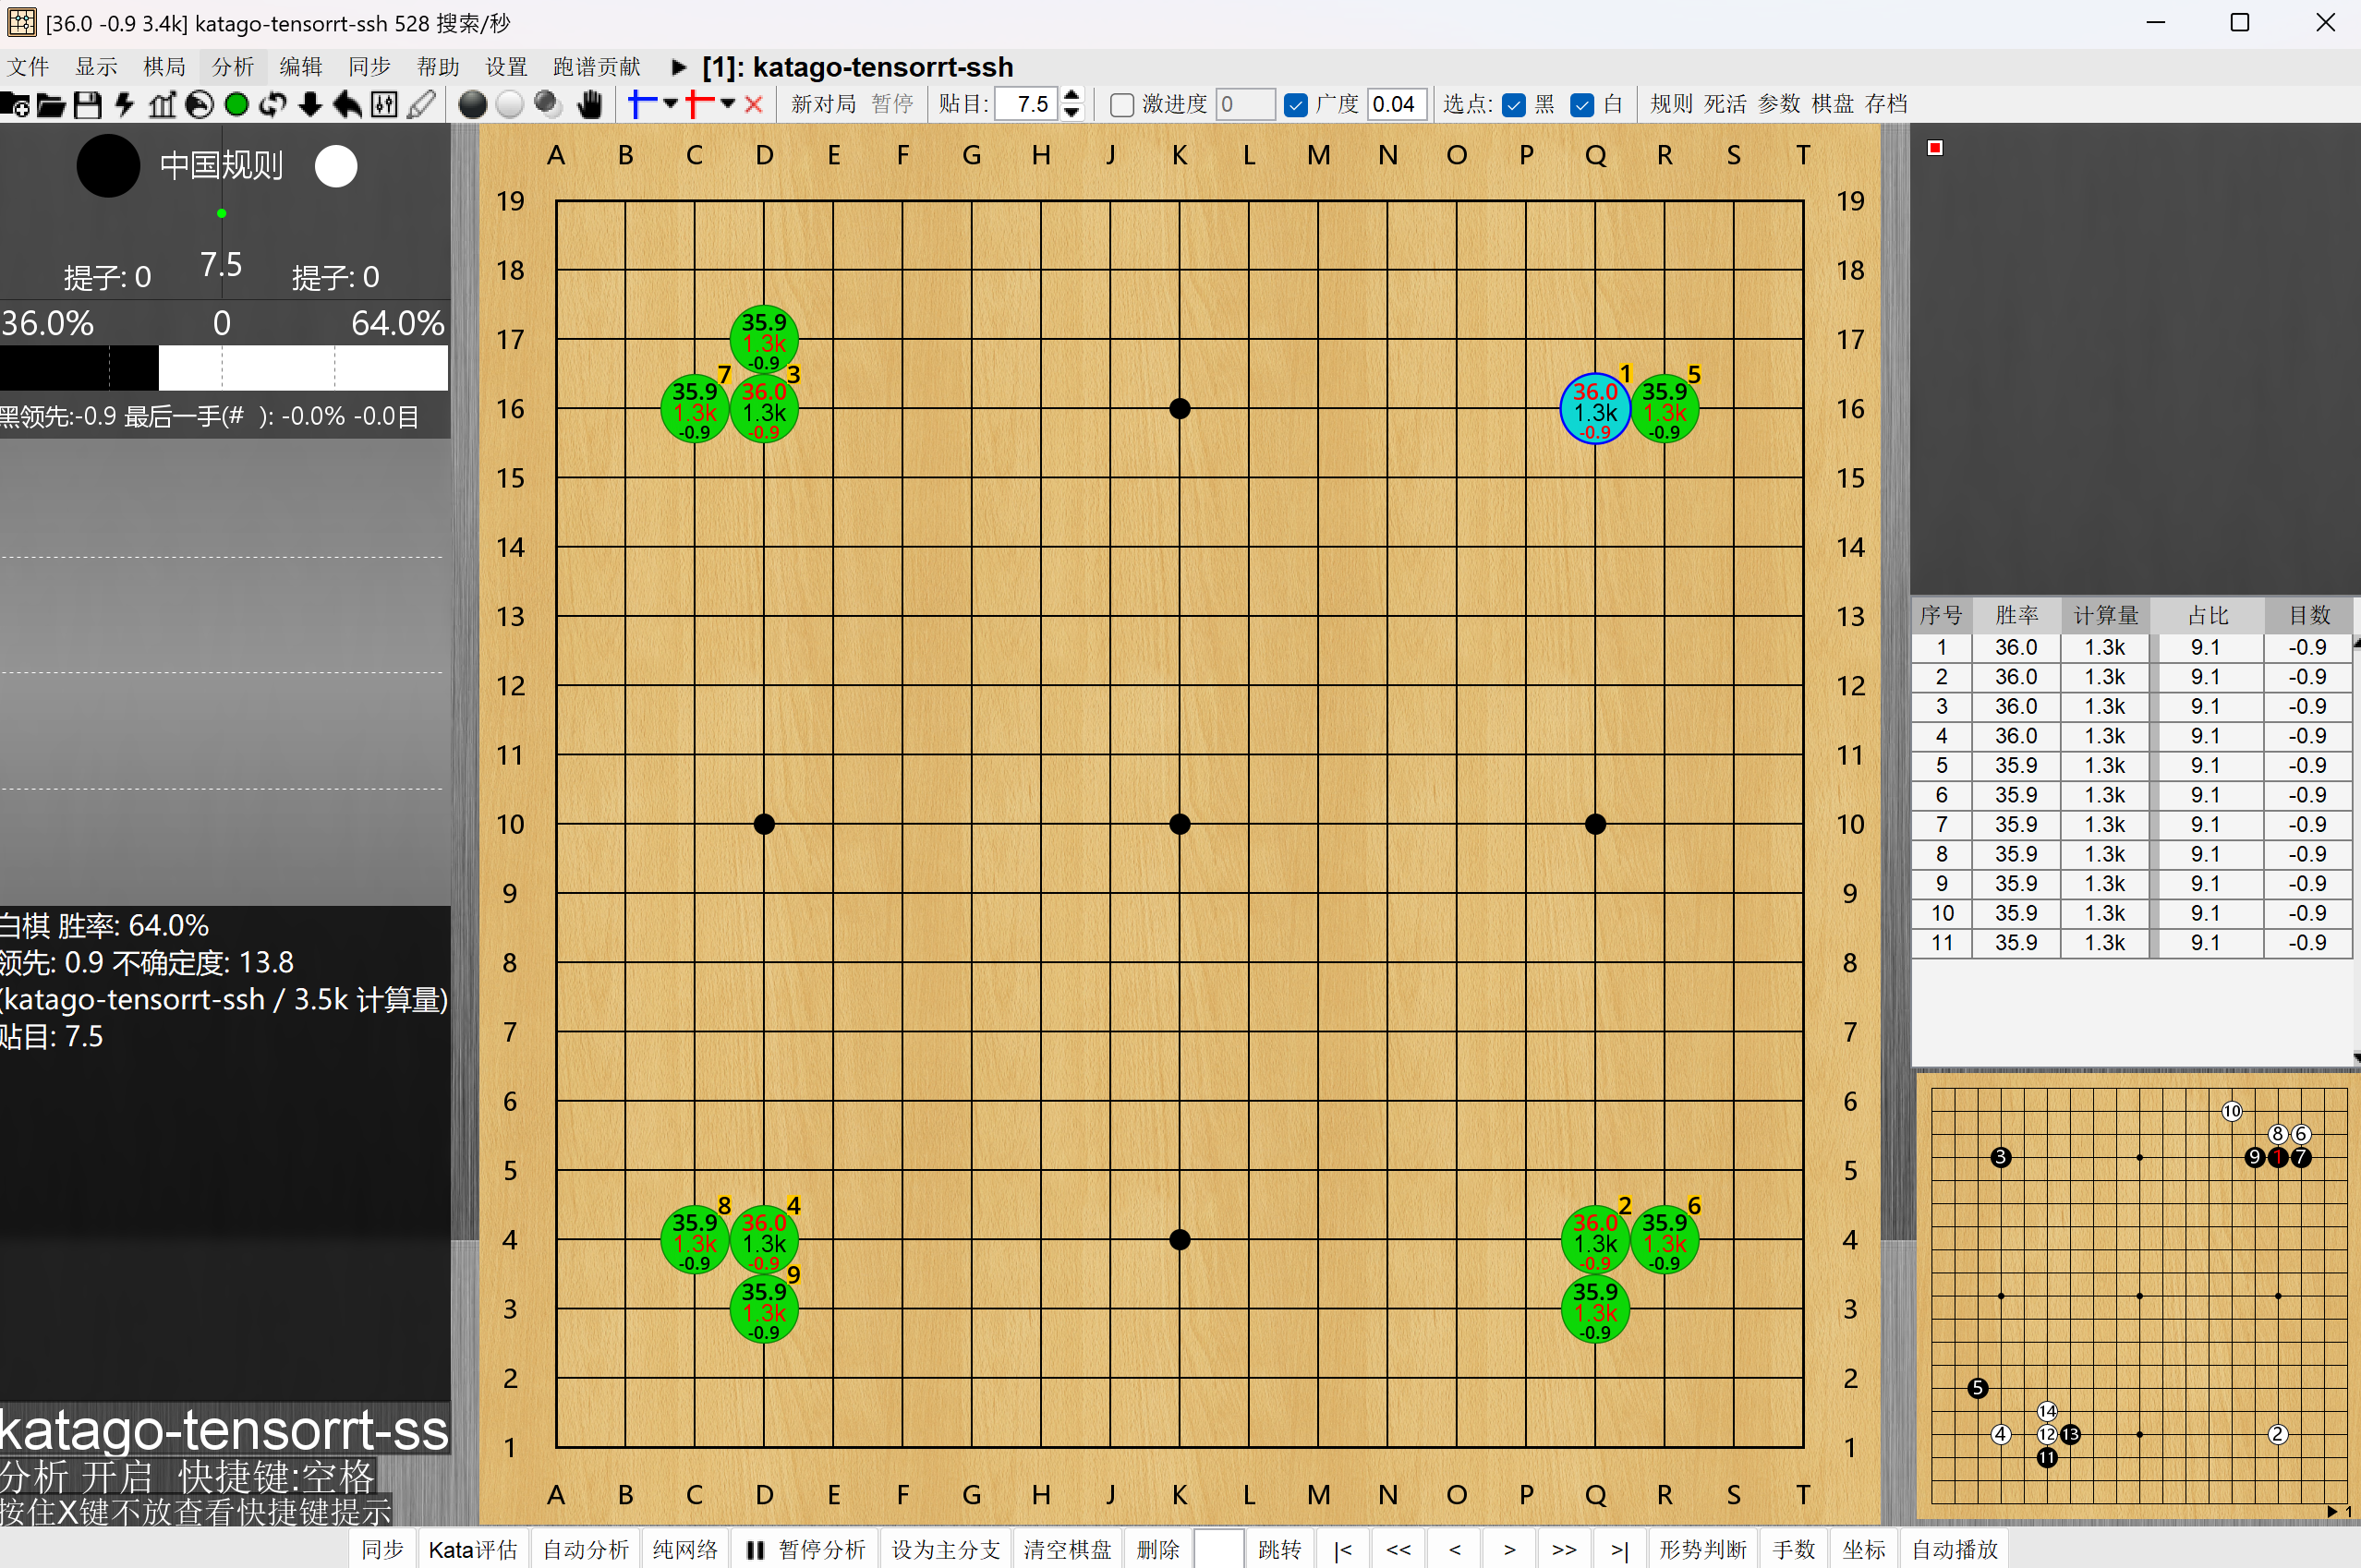 [36.0 -0.9 3.4k] katago-tensorrt-ssh 528 搜索/秒
文件 显示 棋局 分析 编辑 同步 帮助 设置 跑谱贡献 [1]: katago-tensorrt-ssh
新对局 暂停 贴目: 7.5 激进度 0 广度 0.04 选点: 黑 白 规则 死活 参数 棋盘 存档
中国规则
提子: 0 7.5 提子: 0
36.0% 0 64.0%
黑领先:-0.9 最后一手(# ): -0.0% -0.0目
白棋 胜率: 64.0%
领先: 0.9 不确定度: 13.8
(katago-tensorrt-ssh / 3.5k 计算量)
贴目: 7.5
katago-tensorrt-ss
分析 开启 快捷键:空格
按住X键不放查看快捷键提示
A B C D E F G H J K L M N O P Q R S T
19 19
18 18
17 35.9 1.3k -0.9 17
16 7 35.9 1.3k -0.9 3 36.0 1.3k -0.9 1 36.0 1.3k -0.9 5 35.9 1.3k -0.9 16
15 15
14 14
13 13
12 12
11 11
10 10
9 9
8 8
7 7
6 6
5 5
4 8 35.9 1.3k -0.9 4 36.0 1.3k -0.9 2 36.0 1.3k -0.9 6 35.9 1.3k -0.9 4
3 9 35.9 1.3k -0.9 35.9 1.3k -0.9 3
2 2
1 1
A B C D E F G H J K L M N O P Q R S T
序号 胜率 计算量 占比 目数
1 36.0 1.3k 9.1 -0.9
2 36.0 1.3k 9.1 -0.9
3 36.0 1.3k 9.1 -0.9
4 36.0 1.3k 9.1 -0.9
5 35.9 1.3k 9.1 -0.9
6 35.9 1.3k 9.1 -0.9
7 35.9 1.3k 9.1 -0.9
8 35.9 1.3k 9.1 -0.9
9 35.9 1.3k 9.1 -0.9
10 35.9 1.3k 9.1 -0.9
11 35.9 1.3k 9.1 -0.9
10
8 6
3 9 1 7
5
14
4 12 13 2
11
1
同步 Kata评估 自动分析 纯网络 暂停分析 设为主分支 清空棋盘 删除 跳转 |< << < > >> >| 形势判断 手数 坐标 自动播放